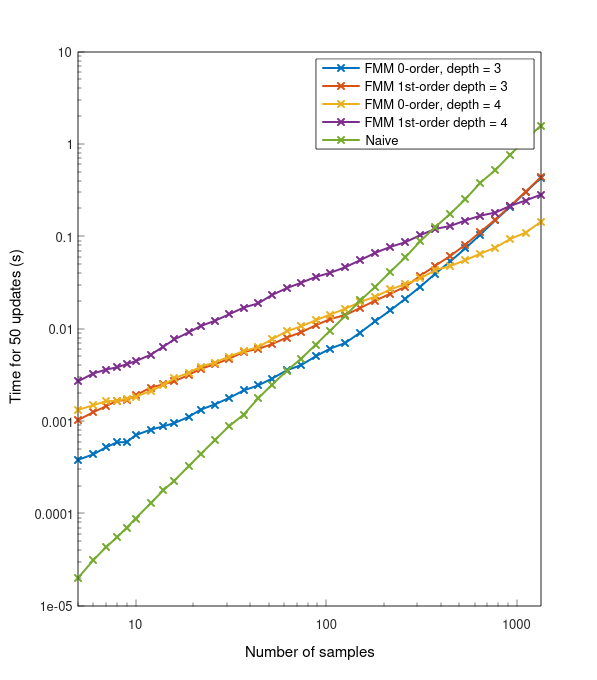 10
1
0.1
0.01
0.001
0.0001
1e-05
Time for 50 updates (s)
FMM 0-order, depth = 3
FMM 1st-order depth = 3
FMM 0-order, depth = 4
FMM 1st-order depth = 4
Naive
10 100 1000
Number of samples